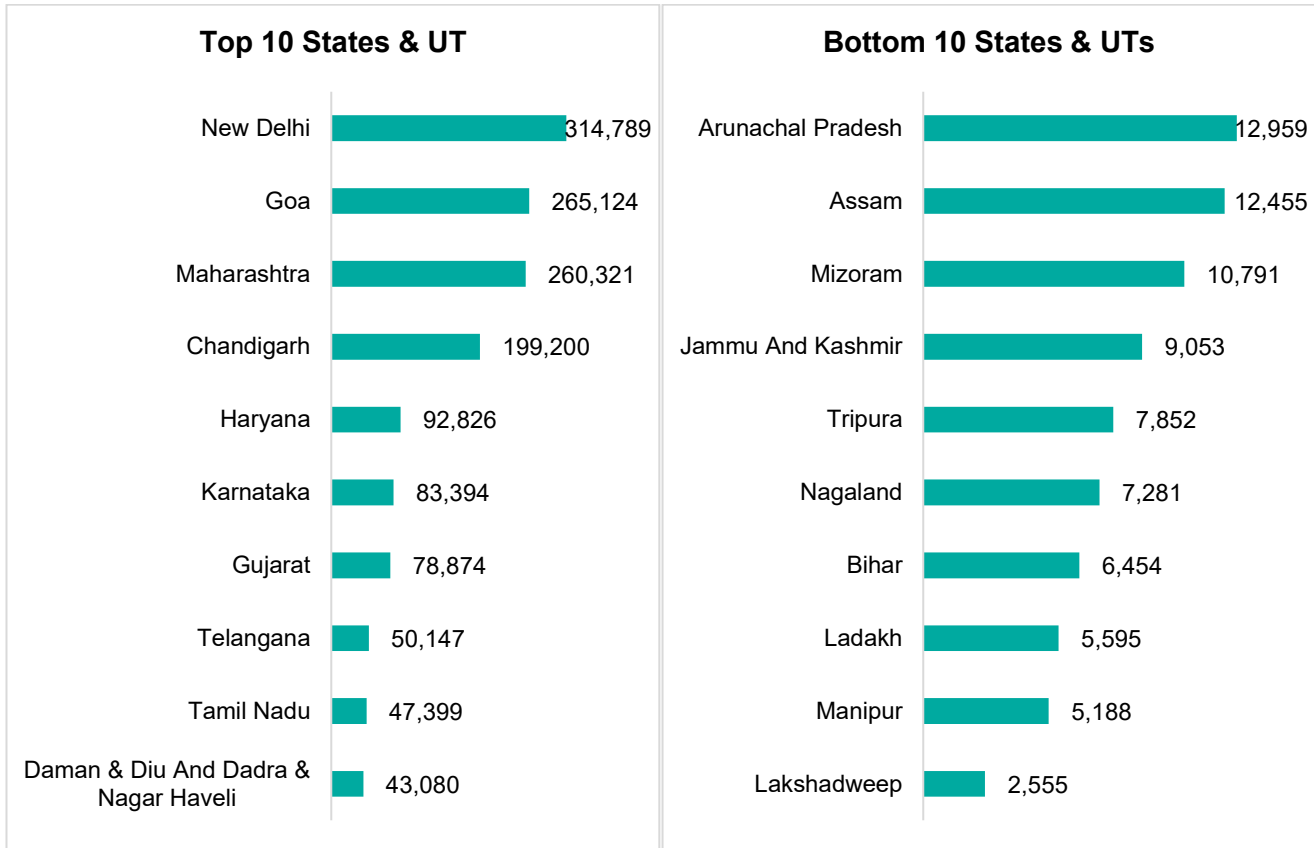 Top 10 States & UT
New Delhi 314,789
Goa 265,124
Maharashtra 260,321
Chandigarh 199,200
Haryana 92,826
Karnataka 83,394
Gujarat 78,874
Telangana 50,147
Tamil Nadu 47,399
Daman & Diu And Dadra &
Nagar Haveli 43,080
Bottom 10 States & UTs
Arunachal Pradesh 12,959
Assam 12,455
Mizoram 10,791
Jammu And Kashmir 9,053
Tripura 7,852
Nagaland 7,281
Bihar 6,454
Ladakh 5,595
Manipur 5,188
Lakshadweep 2,555